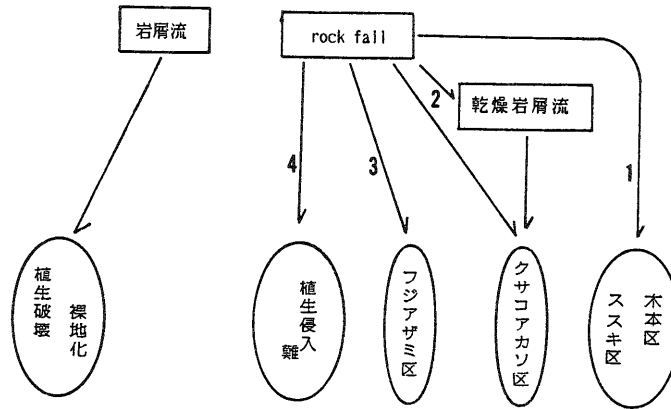 岩屑流
rock fall
乾燥岩屑流
2
4
3
1
植生破壊
裸地化
植生侵入
難
フジアザミ区
クサコアカソ区
木本区
ススキ区